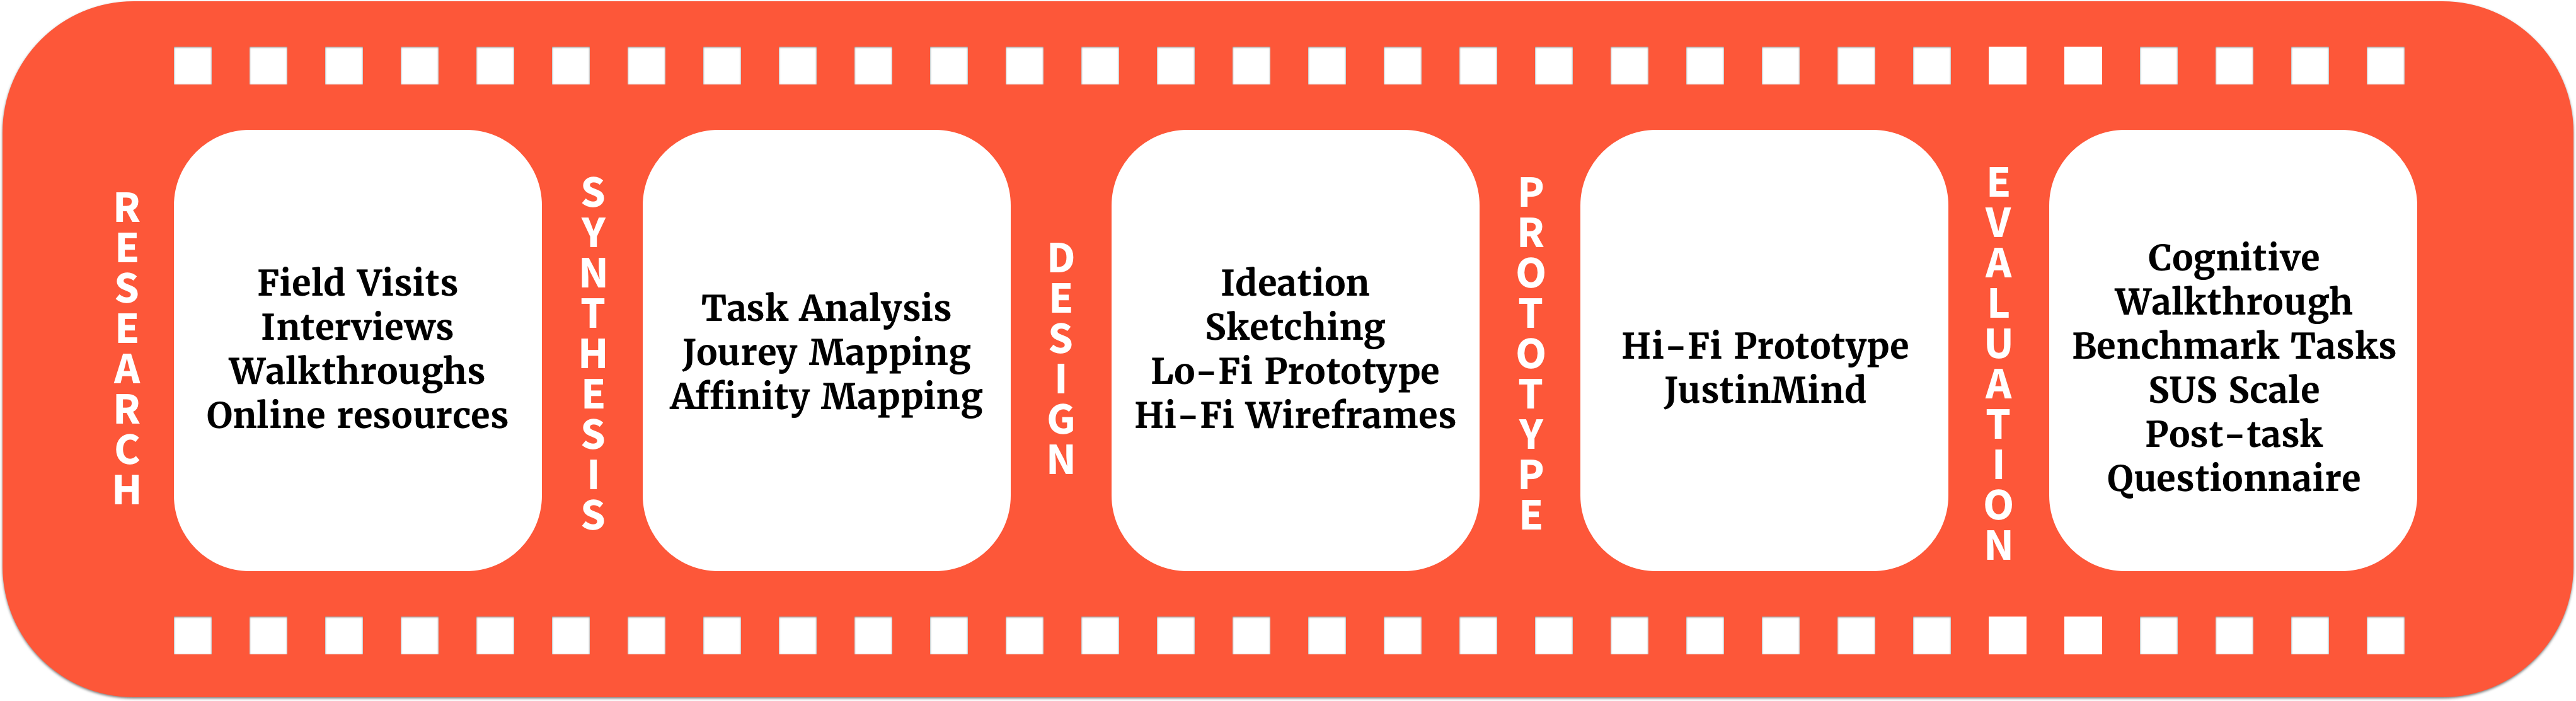 RESEARCH
Field Visits
Interviews
Walkthroughs
Online resources
SYNTHESIS
Task Analysis
Jourey Mapping
Affinity Mapping
DESIGN
Ideation
Sketching
Lo-Fi Prototype
Hi-Fi Wireframes
PROTOTYPE
Hi-Fi Prototype
JustinMind
EVALUATION
Cognitive
Walkthrough
Benchmark Tasks
SUS Scale
Post-task
Questionnaire